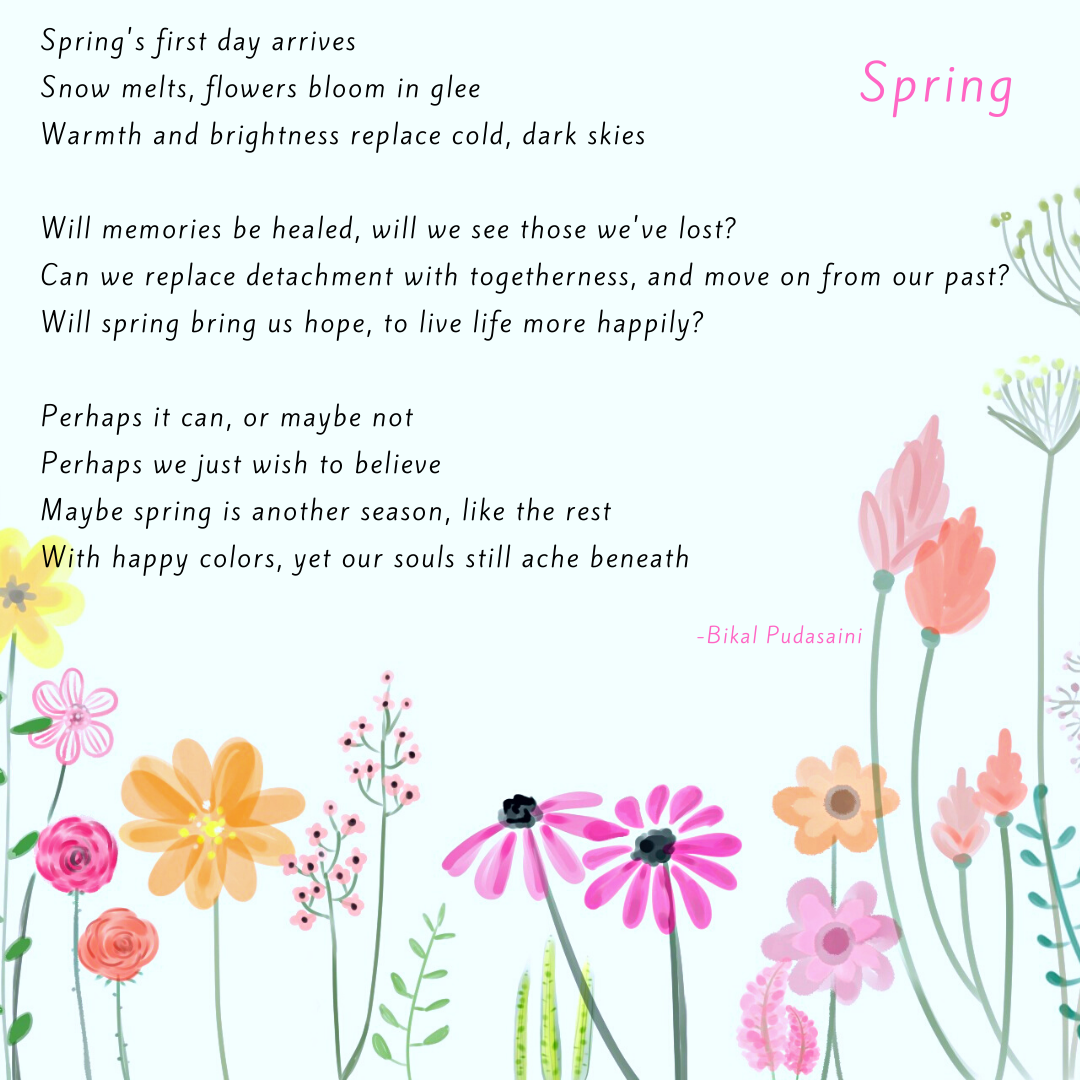 Spring
Spring's first day arrives
Snow melts, flowers bloom in glee
Warmth and brightness replace cold, dark skies
Will memories be healed, will we see those we've lost?
Can we replace detachment with togetherness, and move on from our past?
Will spring bring us hope, to live life more happily?
Perhaps it can, or maybe not
Perhaps we just wish to believe
Maybe spring is another season, like the rest
With happy colors, yet our souls still ache beneath
-Bikal Pudasaini